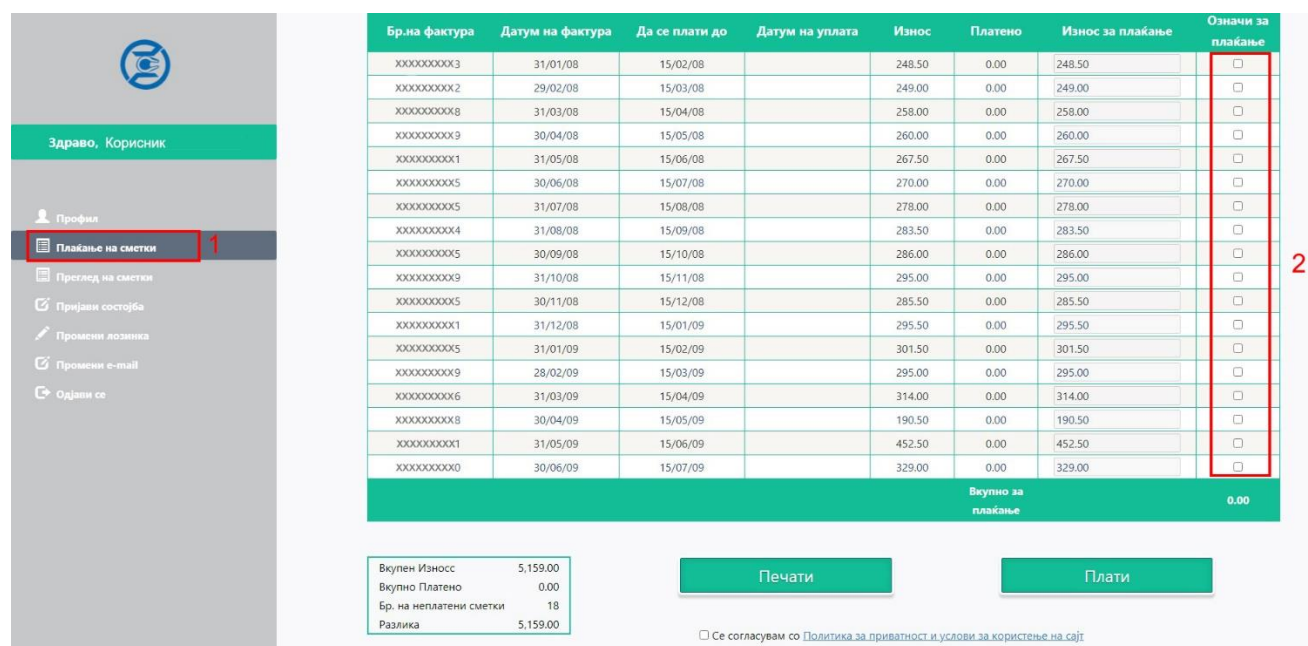 Здраво, Корисник
Профил
Плаќање на сметки
1
Преглед на сметки
Пријави состојба
Промени лозинка
Промени e-mail
Одјави се
Бр.на фактура Датум на фактура Да се плати до Датум на уплата Износ Платено Износ за плаќање Означи за плаќање
XXXXXXXXX3 31/01/08 15/02/08 248.50 0.00 248.50
XXXXXXXXX2 29/02/08 15/03/08 249.00 0.00 249.00
XXXXXXXXX8 31/03/08 15/04/08 258.00 0.00 258.00
XXXXXXXXX9 30/04/08 15/05/08 260.00 0.00 260.00
XXXXXXXXX1 31/05/08 15/06/08 267.50 0.00 267.50
XXXXXXXXX5 30/06/08 15/07/08 270.00 0.00 270.00
XXXXXXXXX5 31/07/08 15/08/08 278.00 0.00 278.00
XXXXXXXXX4 31/08/08 15/09/08 283.50 0.00 283.50
XXXXXXXXX5 30/09/08 15/10/08 286.00 0.00 286.00
XXXXXXXXX9 31/10/08 15/11/08 295.00 0.00 295.00
XXXXXXXXX5 30/11/08 15/12/08 285.50 0.00 285.50
XXXXXXXXX1 31/12/08 15/01/09 295.50 0.00 295.50
XXXXXXXXX5 31/01/09 15/02/09 301.50 0.00 301.50
XXXXXXXXX9 28/02/09 15/03/09 295.00 0.00 295.00
XXXXXXXXX6 31/03/09 15/04/09 314.00 0.00 314.00
XXXXXXXXX8 30/04/09 15/05/09 190.50 0.00 190.50
XXXXXXXXX1 31/05/09 15/06/09 452.50 0.00 452.50
XXXXXXXXX0 30/06/09 15/07/09 329.00 0.00 329.00
2
Вкупно за плаќање 0.00
Вкупен Износс 5,159.00
Вкупно Платено 0.00
Бр. на неплатени сметки 18
Разлика 5,159.00
Печати
Плати
Се согласувам со Политика за приватност и услови за користење на сајт